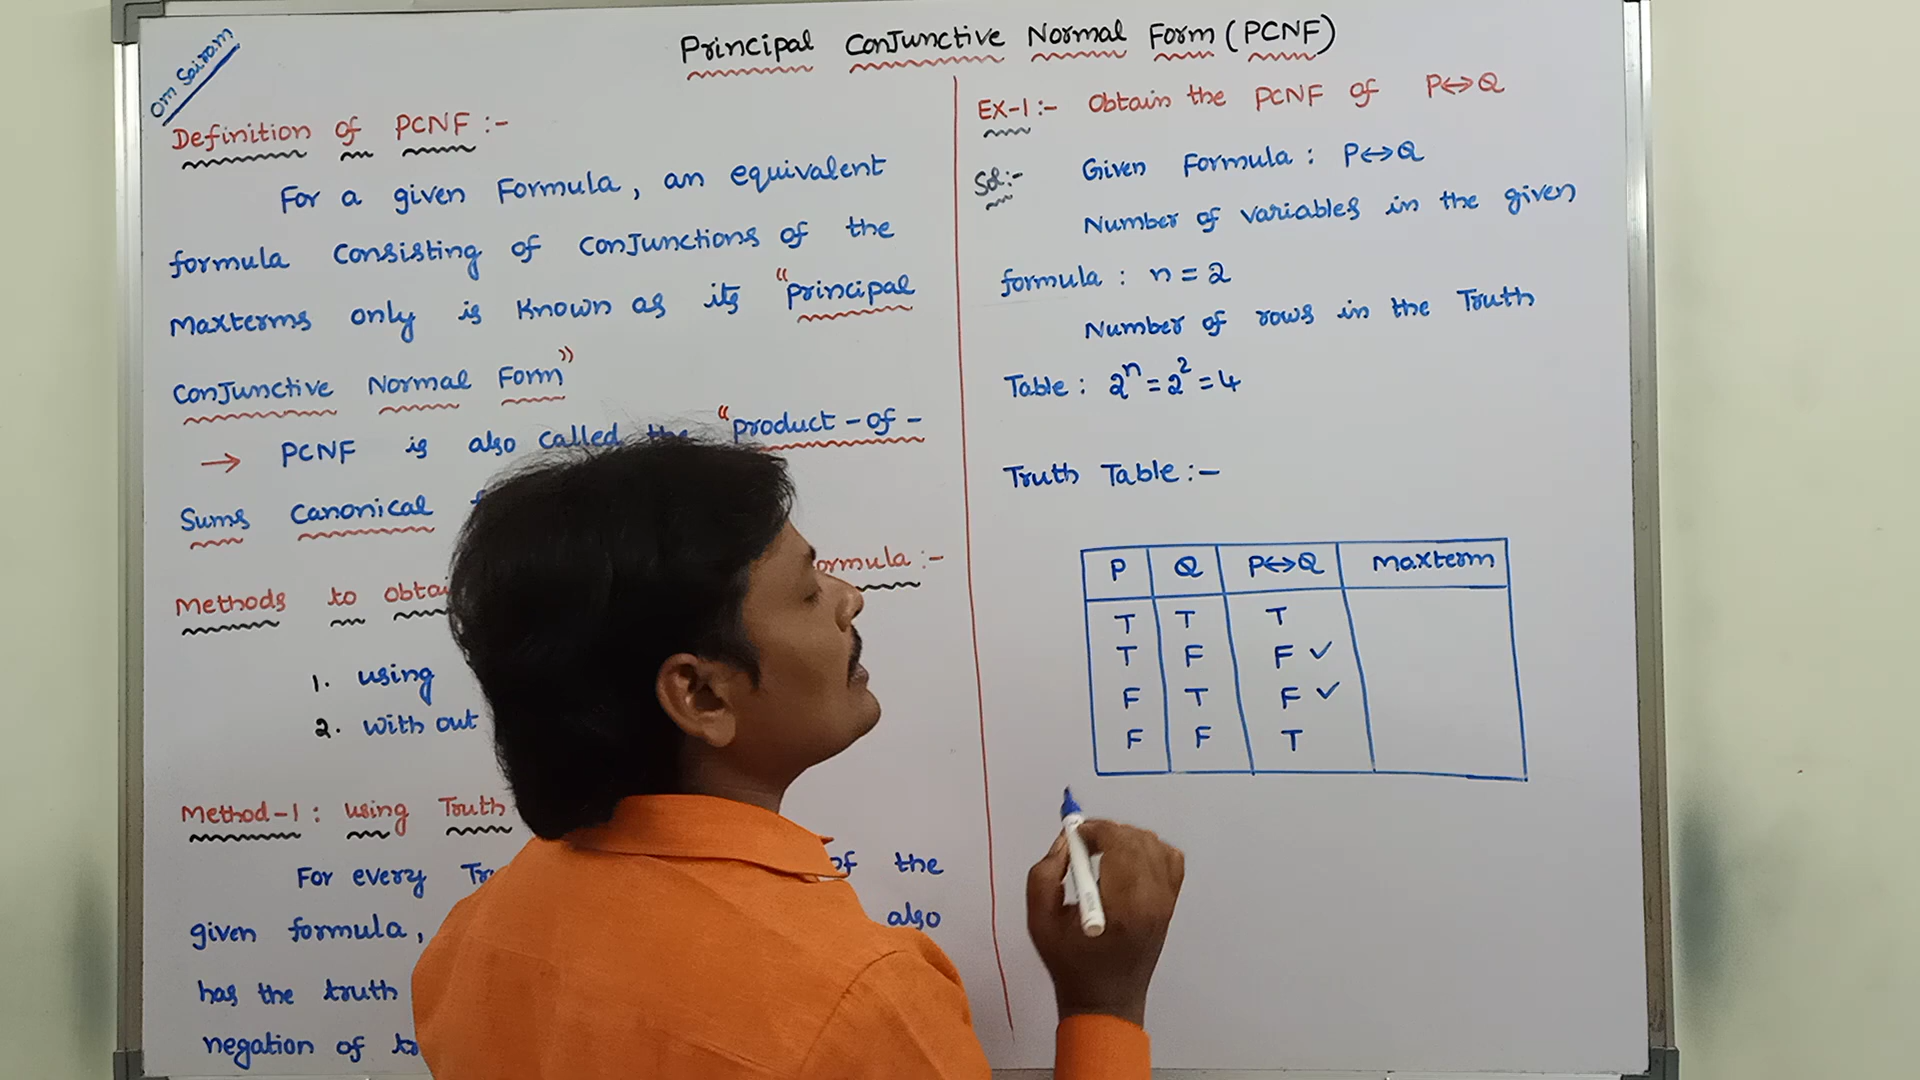 Om Sairam
Principal Conjunctive Normal Form (PCNF)
Definition of PCNF :-
For a given Formula, an equivalent
formula Consisting of Conjunctions of the
Maxterms only is Known as its "Principal
Conjunctive Normal Form"
→ PCNF is also called the "product-of-
Sums Canonical
Methods to obtai ormula :-
1. using
2. with out
Method-1 : using Truth
For every Tr of the
given formula, also
has the truth
negation of
EX-1 :- Obtain the PCNF of P↔Q
Sol:- Given Formula : P↔Q
Number of variables in the given
formula : n = 2
Number of rows in the Truth
Table : 2ⁿ = 2² = 4
Truth Table :-
P Q P↔Q Maxterm
T T T
T F F ✓
F T F ✓
F F T